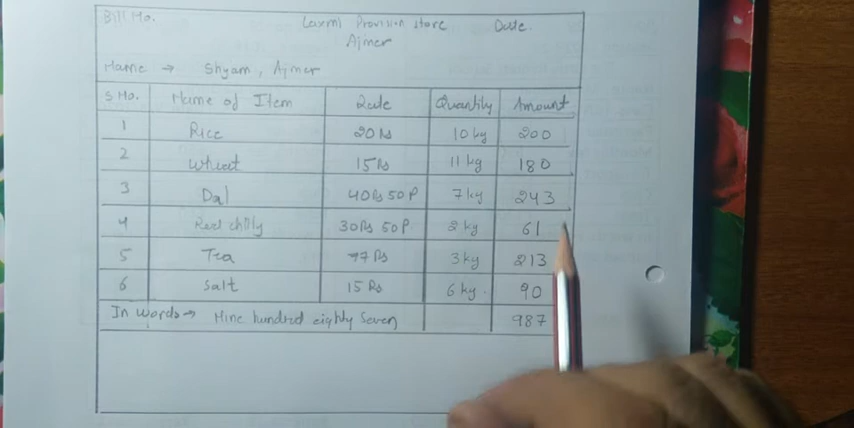 Bill No. Laxmi Provision Store Date
Ajmer
Name → Shyam, Ajmer
S No. Name of Item Rate Quantity Amount
1 Rice 20 Rs 10 kg 200
2 Wheat 15 Rs 11 kg 180
3 Dal 40 Rs 50 P 7 kg 243
4 Red chilly 30 Rs 50 P. 2 kg 61
5 Tea Rs 3 kg 213
6 Salt 15 Rs 6 kg. 90
In words → Nine hundred eighty Seven 987